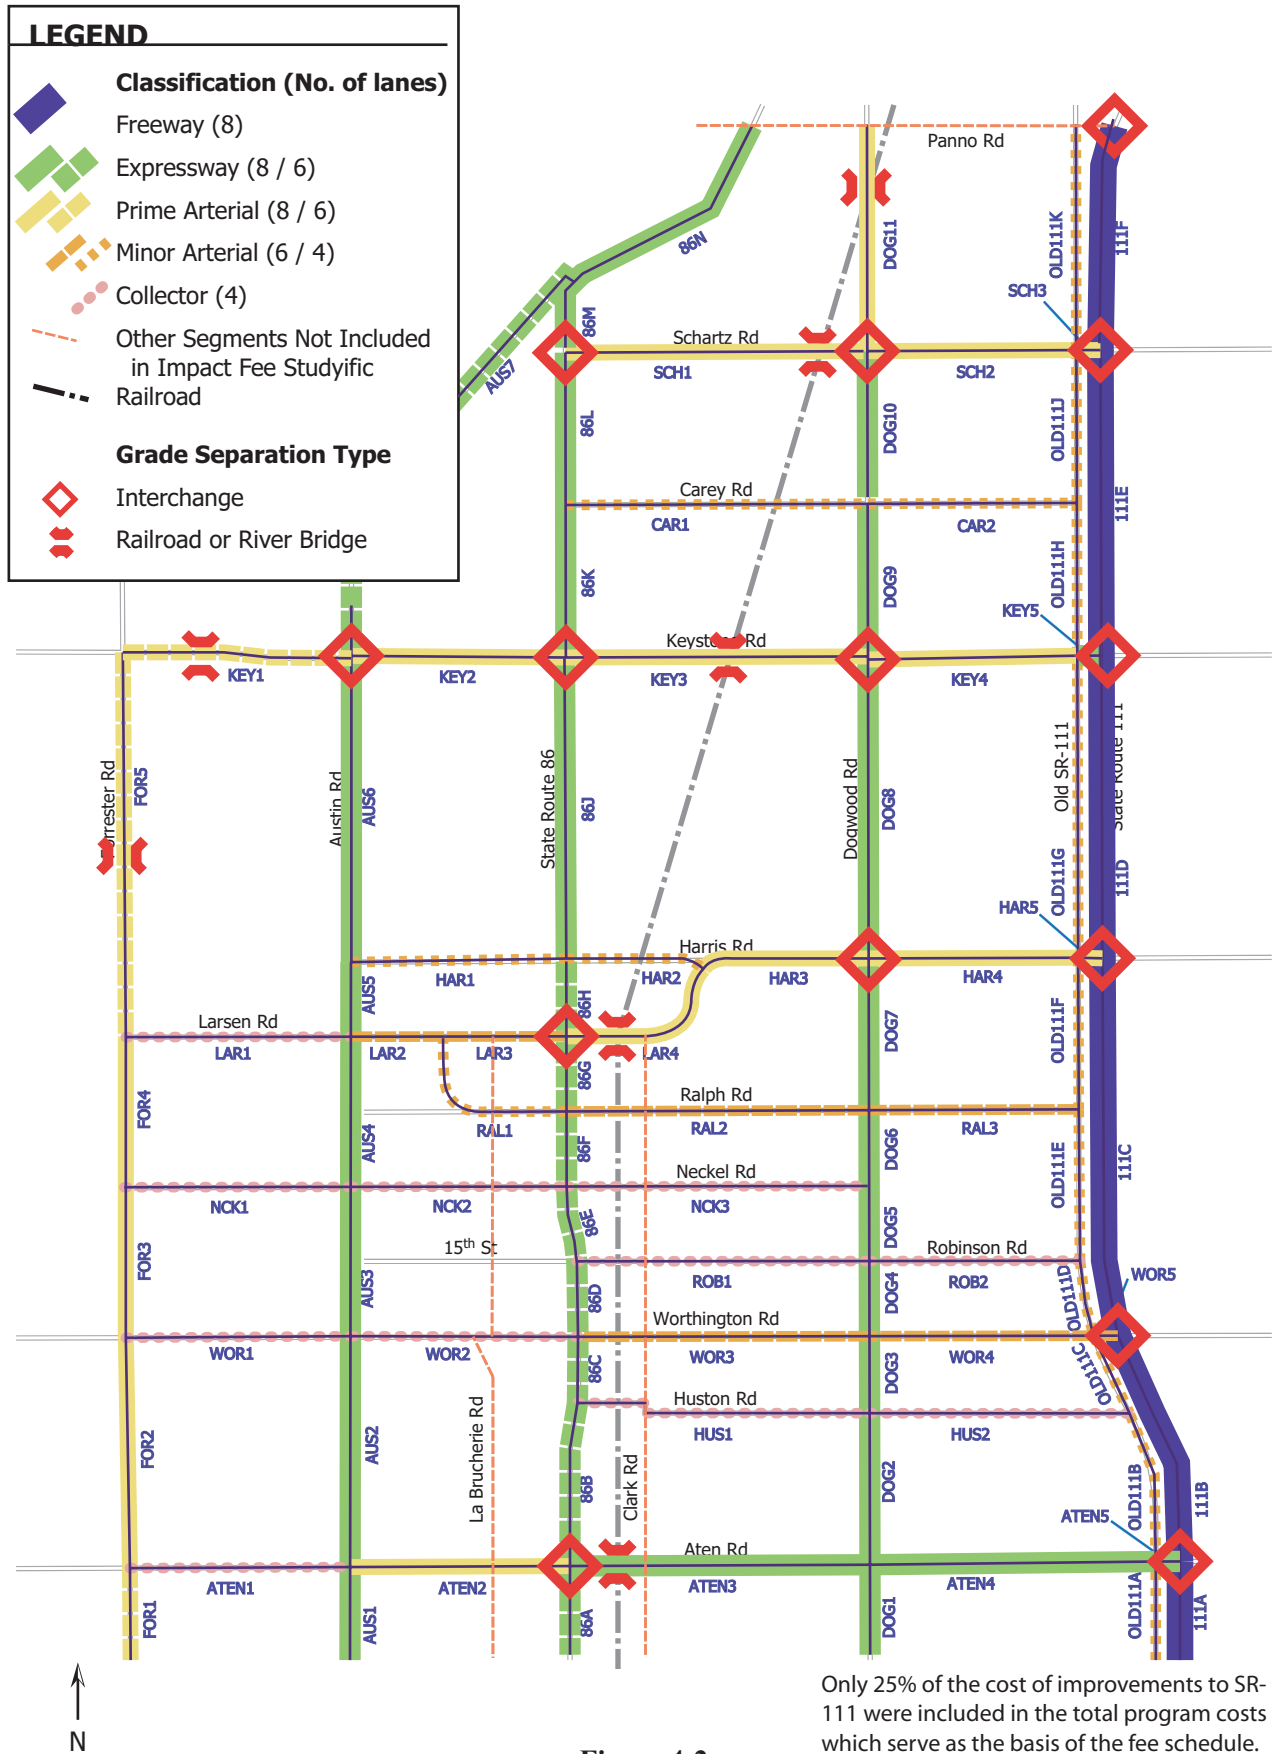 LEGEND
Classification (No. of lanes)
Freeway (8)
Expressway (8 / 6)
Prime Arterial (8 / 6)
Minor Arterial (6 / 4)
Collector (4)
Other Segments Not Included
in Impact Fee Studyific
Railroad
Grade Separation Type
Interchange
Railroad or River Bridge
Panno Rd
86N
DOG11
OLD111K
111F
SCH3
86M
Schartz Rd
AUS7
SCH1
SCH2
86L
DOG10
OLD111J
Carey Rd
111E
CAR1
CAR2
86K
DOG9
OLD111H
KEY5
Keystone Rd
KEY1
KEY2
KEY3
KEY4
Forrester Rd
FOR5
Austin Rd
AUS6
State Route 86
86J
Dogwood Rd
DOG8
Old SR-111
State Route 111
OLD111G
111D
HAR5
Harris Rd
HAR1
HAR2
HAR3
HAR4
AUS5
86H
Larsen Rd
DOG7
OLD111F
LAR1
LAR2
LAR3
LAR4
86G
FOR4
Ralph Rd
AUS4
RAL1
RAL2
RAL3
86F
DOG6
OLD111E
111C
Neckel Rd
NCK1
NCK2
NCK3
86E
DOG5
FOR3
15th St
Robinson Rd
AUS3
ROB1
ROB2
86D
DOG4
OLD111D
WOR5
Worthington Rd
WOR1
WOR2
WOR3
WOR4
86C
DOG3
OLD111C
Huston Rd
HUS1
HUS2
FOR2
AUS2
La Brucherie Rd
86B
Clark Rd
DOG2
OLD111B
111B
ATEN5
Aten Rd
ATEN1
ATEN2
ATEN3
ATEN4
FOR1
AUS1
86A
DOG1
OLD111A
111A
N
Only 25% of the cost of improvements to SR-
111 were included in the total program costs
which serve as the basis of the fee schedule.